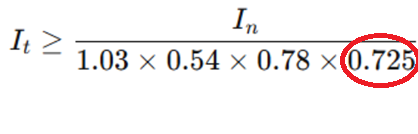 I_t ≥ I_n / (1.03 × 0.54 × 0.78 × 0.725)